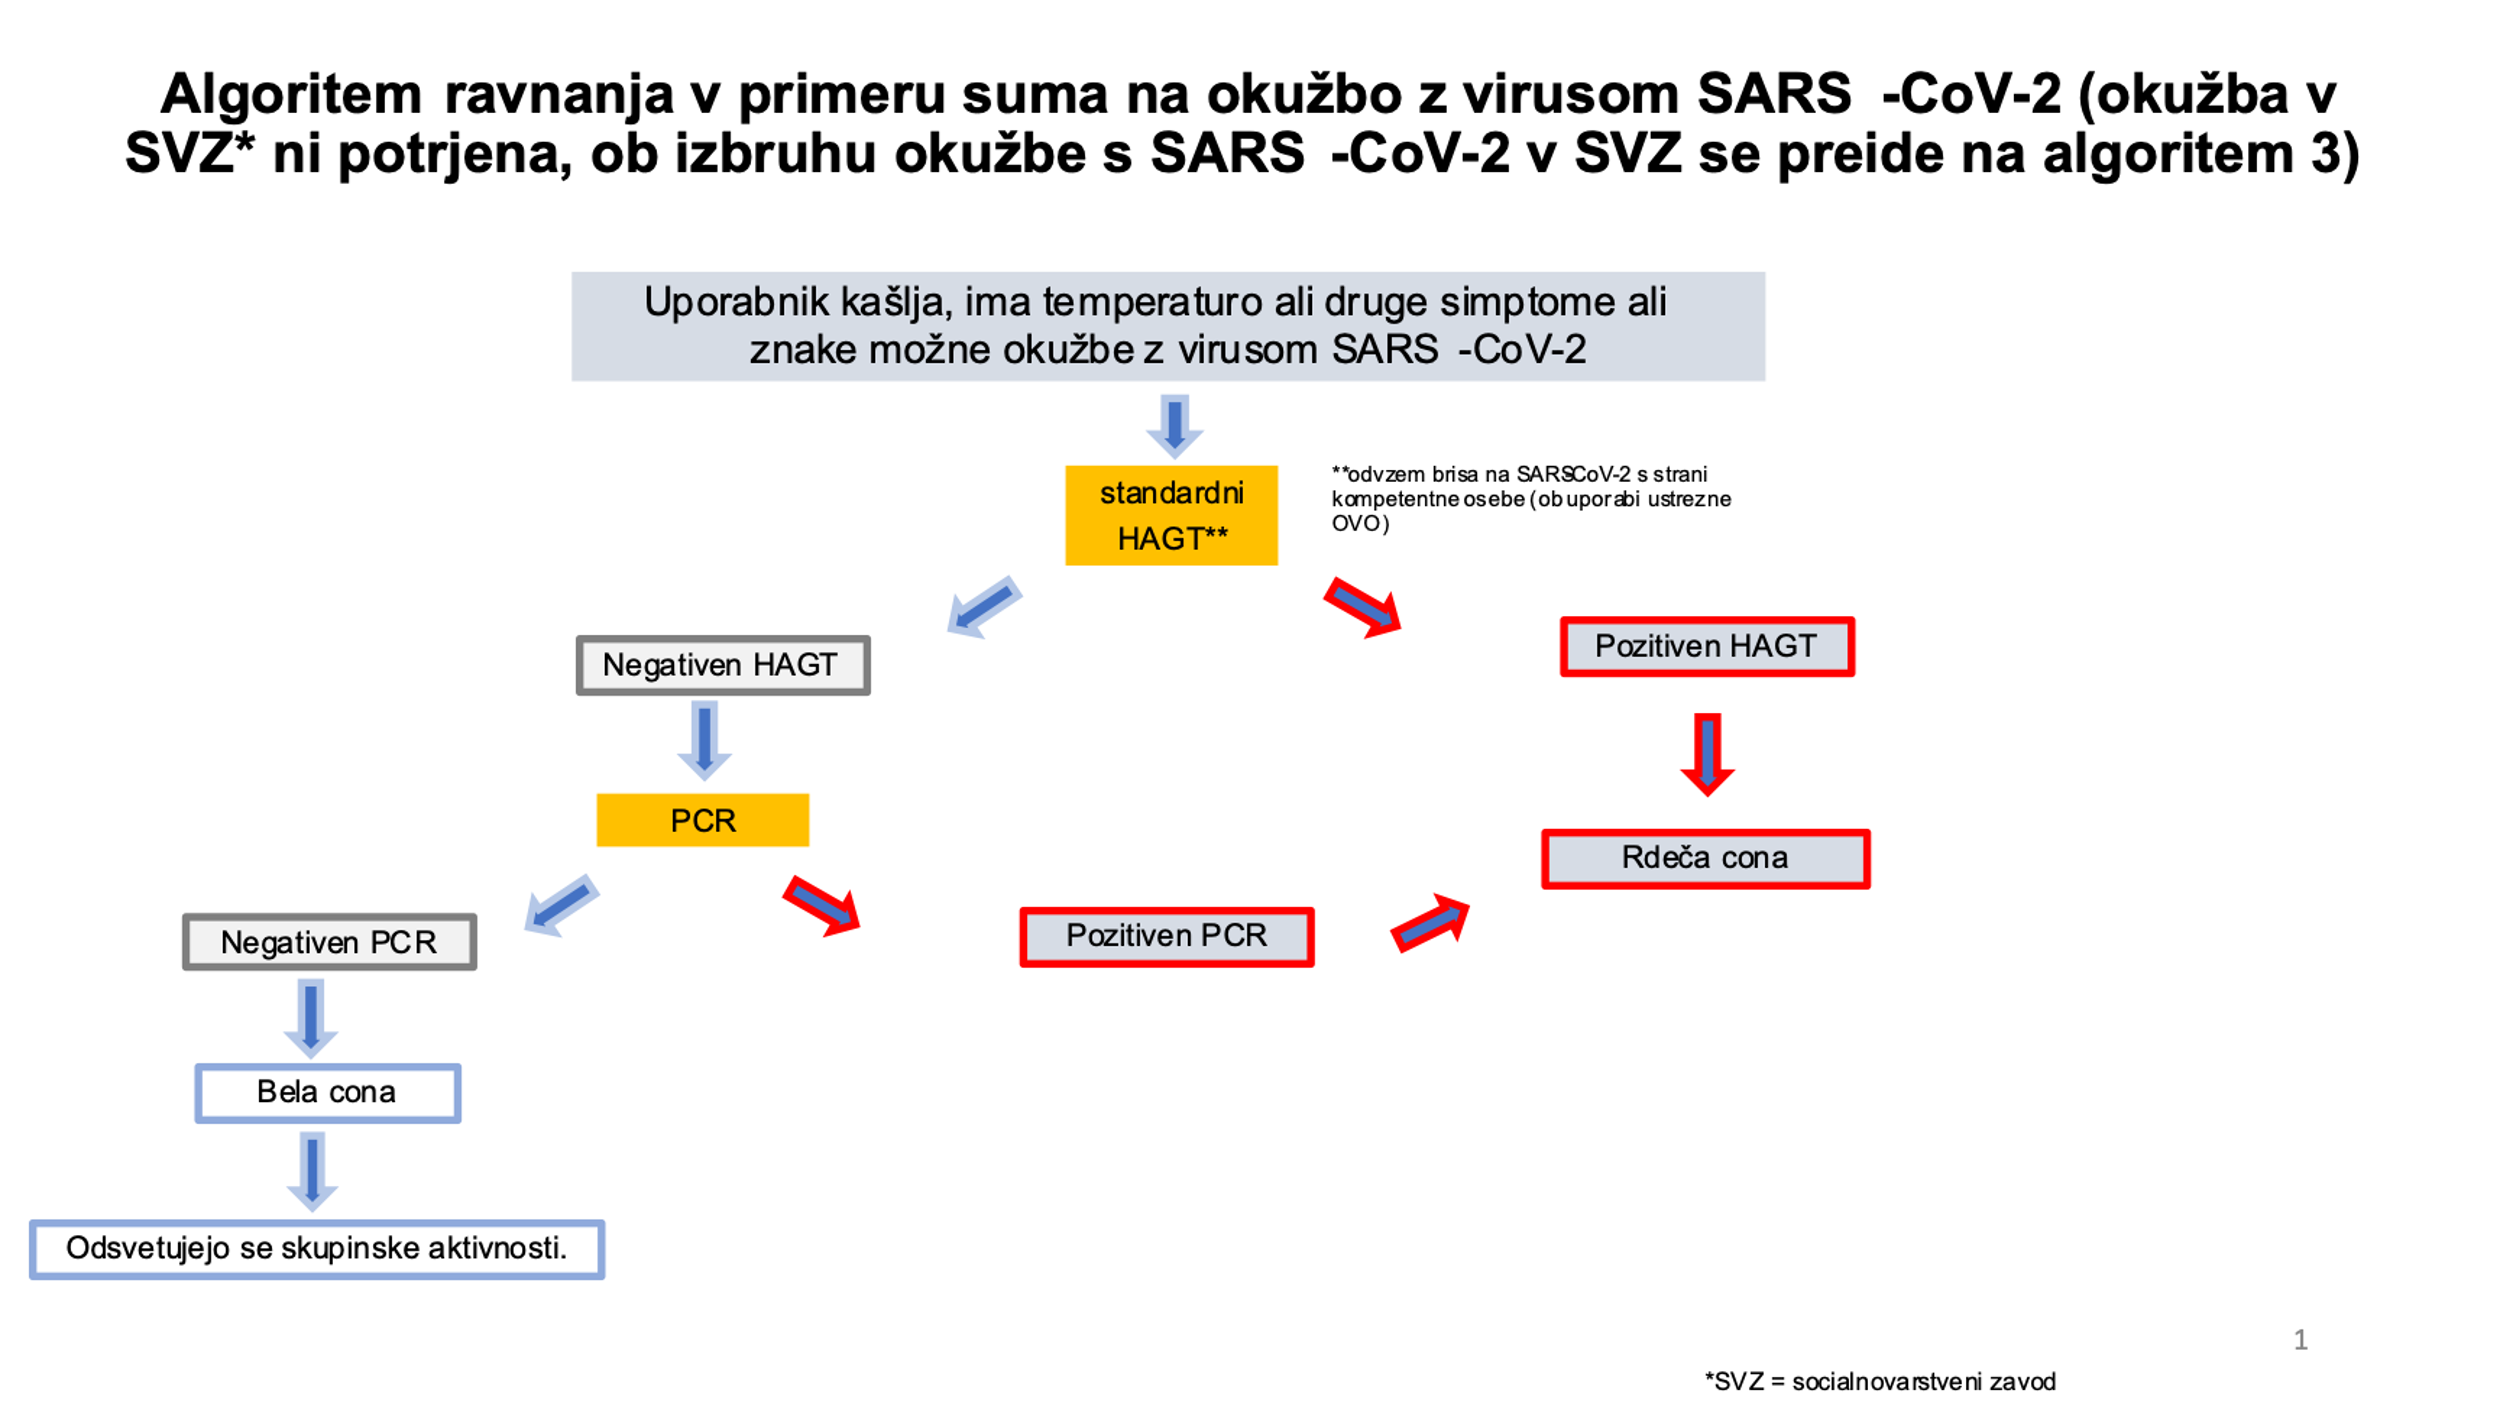 Algoritem ravnanja v primeru suma na okužbo z virusom SARS -CoV-2 (okužba v
SVZ* ni potrjena, ob izbruhu okužbe s SARS -CoV-2 v SVZ se preide na algoritem 3)
Uporabnik kašlja, ima temperaturo ali druge simptome ali
znake možne okužbe z virusom SARS -CoV-2
standardni
HAGT**
**odvzem brisa na SARS-CoV-2 s strani
kompetentne osebe (ob uporabi ustrezne
OVO)
Negativen HAGT
Pozitiven HAGT
PCR
Rdeča cona
Negativen PCR
Pozitiven PCR
Bela cona
Odsvetujejo se skupinske aktivnosti.
1
*SVZ = socialnovarstveni zavod